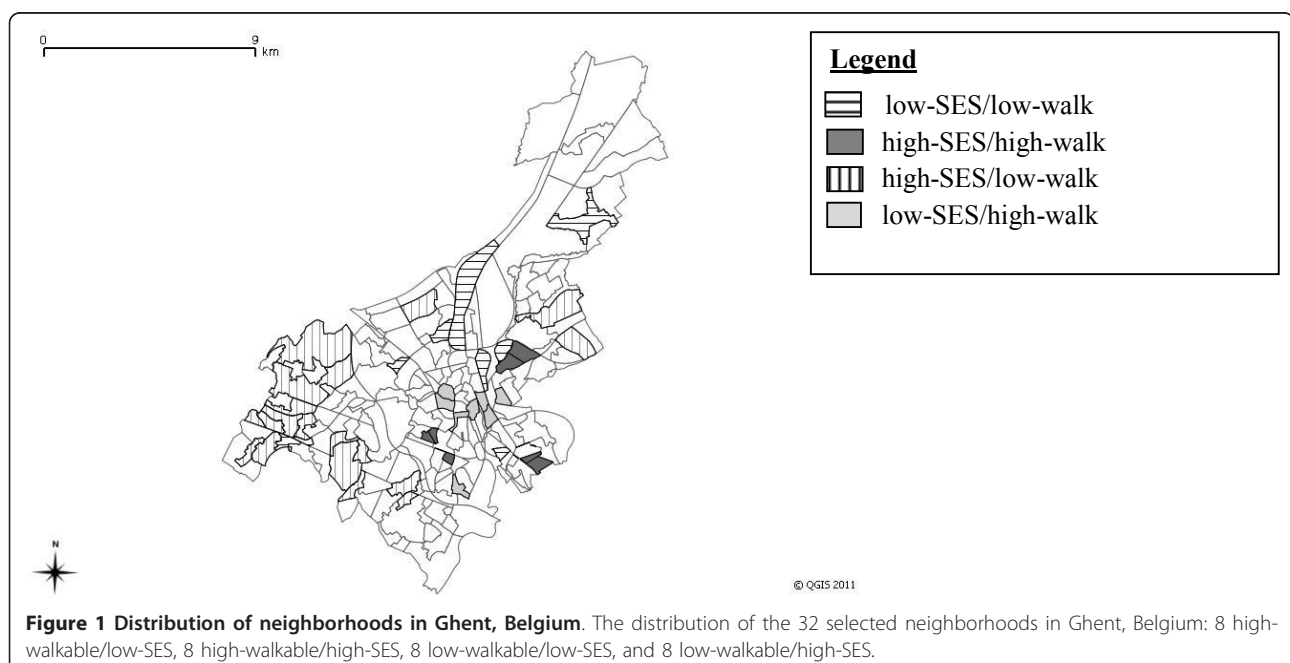 0 9
km
Legend
low-SES/low-walk
high-SES/high-walk
high-SES/low-walk
low-SES/high-walk
N
© QGIS 2011
Figure 1 Distribution of neighborhoods in Ghent, Belgium. The distribution of the 32 selected neighborhoods in Ghent, Belgium: 8 high-
walkable/low-SES, 8 high-walkable/high-SES, 8 low-walkable/low-SES, and 8 low-walkable/high-SES.